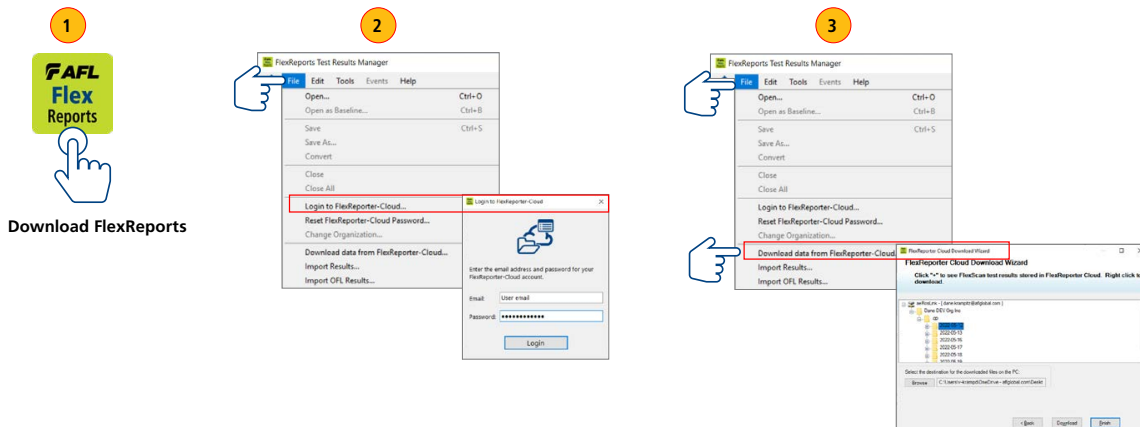 1
AFL
Flex
Reports
Download FlexReports
2
FlexReports Test Results Manager
File Edit Tools Events Help
Open... Ctrl+O
Open as Baseline... Ctrl+B
Save Ctrl+S
Save As...
Convert
Close
Close All
Login to FlexReporter-Cloud...
Reset FlexReporter-Cloud Password...
Change Organization...
Download data from FlexReporter-Cloud...
Import Results...
Import OFL Results...
Login to FlexReporter-Cloud
Enter the email address and password for your
FlexReporter-Cloud account.
Email: User email
Password:
Login
3
FlexReports Test Results Manager
File Edit Tools Events Help
Open... Ctrl+O
Open as Baseline... Ctrl+B
Save Ctrl+S
Save As...
Convert
Close
Close All
Login to FlexReporter-Cloud...
Reset FlexReporter-Cloud Password...
Change Organization...
Download data from FlexReporter-Cloud
Import Results...
Import OFL Results...
FlexReporter Cloud Download Wizard
FlexReporter Cloud Download Wizard
Click "+" to see FlexScan test results stored in FlexReporter Cloud. Right click to
download.
Dane DEV Org Inc
2022-05-13
2022-05-16
2022-05-17
2022-05-18
2022-05-19
Select the destination for the downloaded files on the PC:
Browse
< Back Download Finish